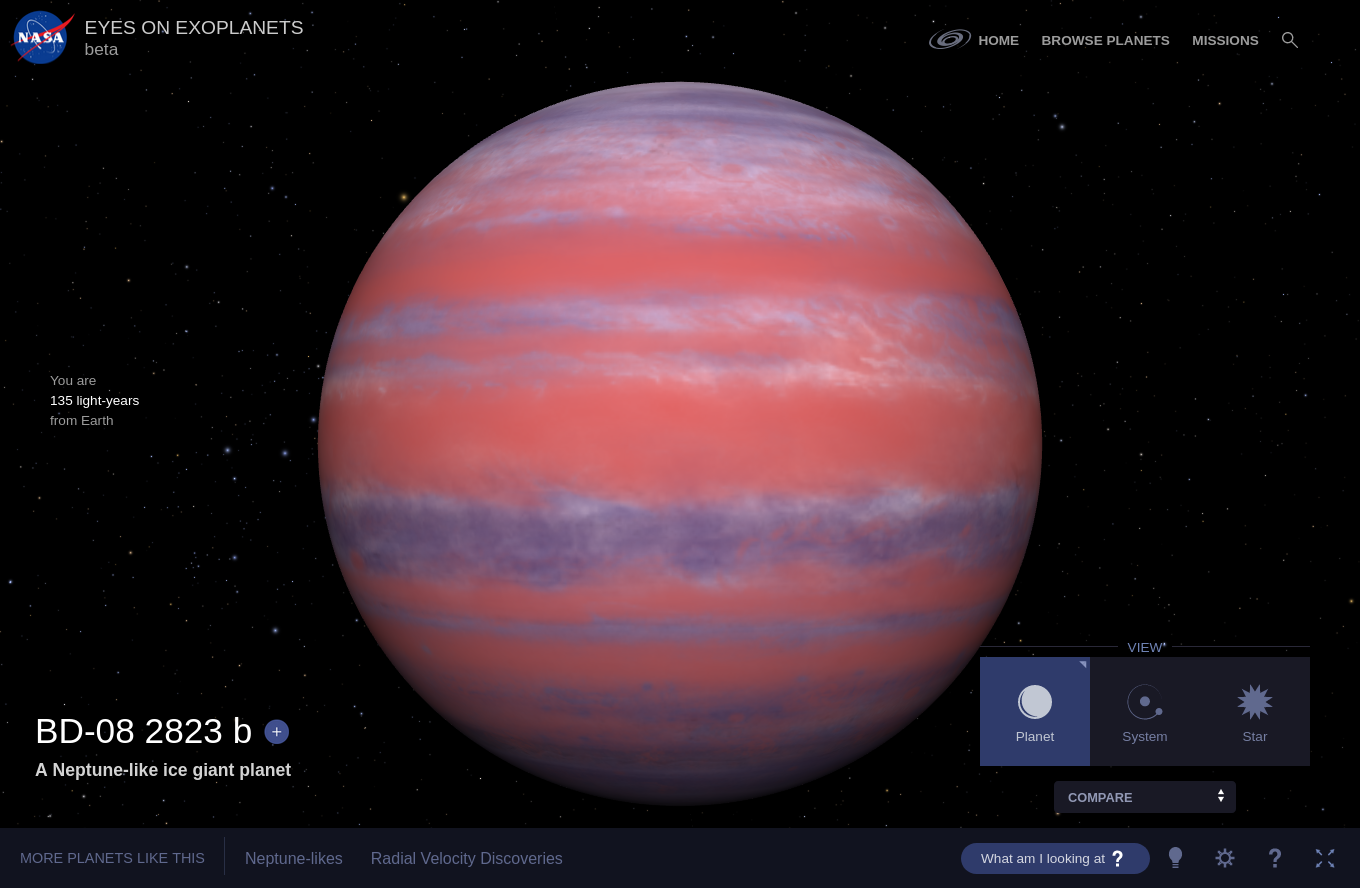 NASA
EYES ON EXOPLANETS
beta
HOME
BROWSE PLANETS
MISSIONS
You are
135 light-years
from Earth
BD-08 2823 b +
A Neptune-like ice giant planet
VIEW
Planet
System
Star
COMPARE
MORE PLANETS LIKE THIS
Neptune-likes
Radial Velocity Discoveries
What am I looking at ?
?